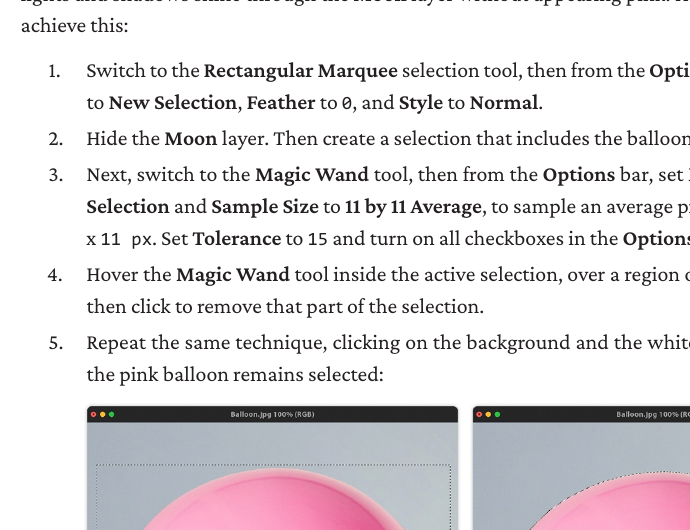 achieve this:
1. Switch to the Rectangular Marquee selection tool, then from the
to New Selection, Feather to 0, and Style to Normal.
2. Hide the Moon layer. Then create a selection that includes the balloon
3. Next, switch to the Magic Wand tool, then from the Options bar, set
Selection and Sample Size to 11 by 11 Average, to sample an average
x 11 px. Set Tolerance to 15 and turn on all checkboxes in the Options
4. Hover the Magic Wand tool inside the active selection, over a region
then click to remove that part of the selection.
5. Repeat the same technique, clicking on the background and the white
the pink balloon remains selected:
Balloon.jpg 100% (RGB)
Balloon.jpg 100%